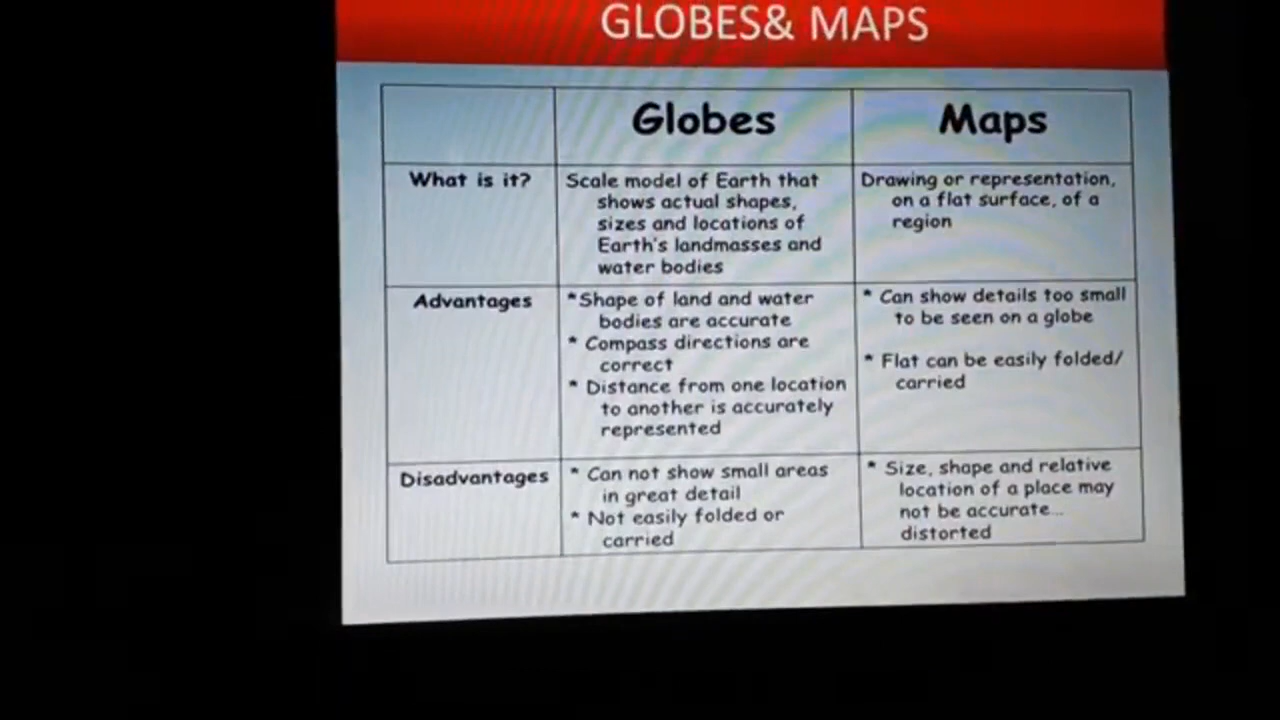 GLOBES& MAPS
Globes
Maps
What is it?
Scale model of Earth that
shows actual shapes,
sizes and locations of
Earth's landmasses and
water bodies
Drawing or representation,
on a flat surface, of a
region
Advantages
*Shape of land and water
bodies are accurate
* Compass directions are
correct
* Distance from one location
to another is accurately
represented
* Can show details too small
to be seen on a globe
* Flat can be easily folded/
carried
Disadvantages
* Can not show small areas
in great detail
* Not easily folded or
carried
* Size, shape and relative
location of a place may
not be accurate...
distorted